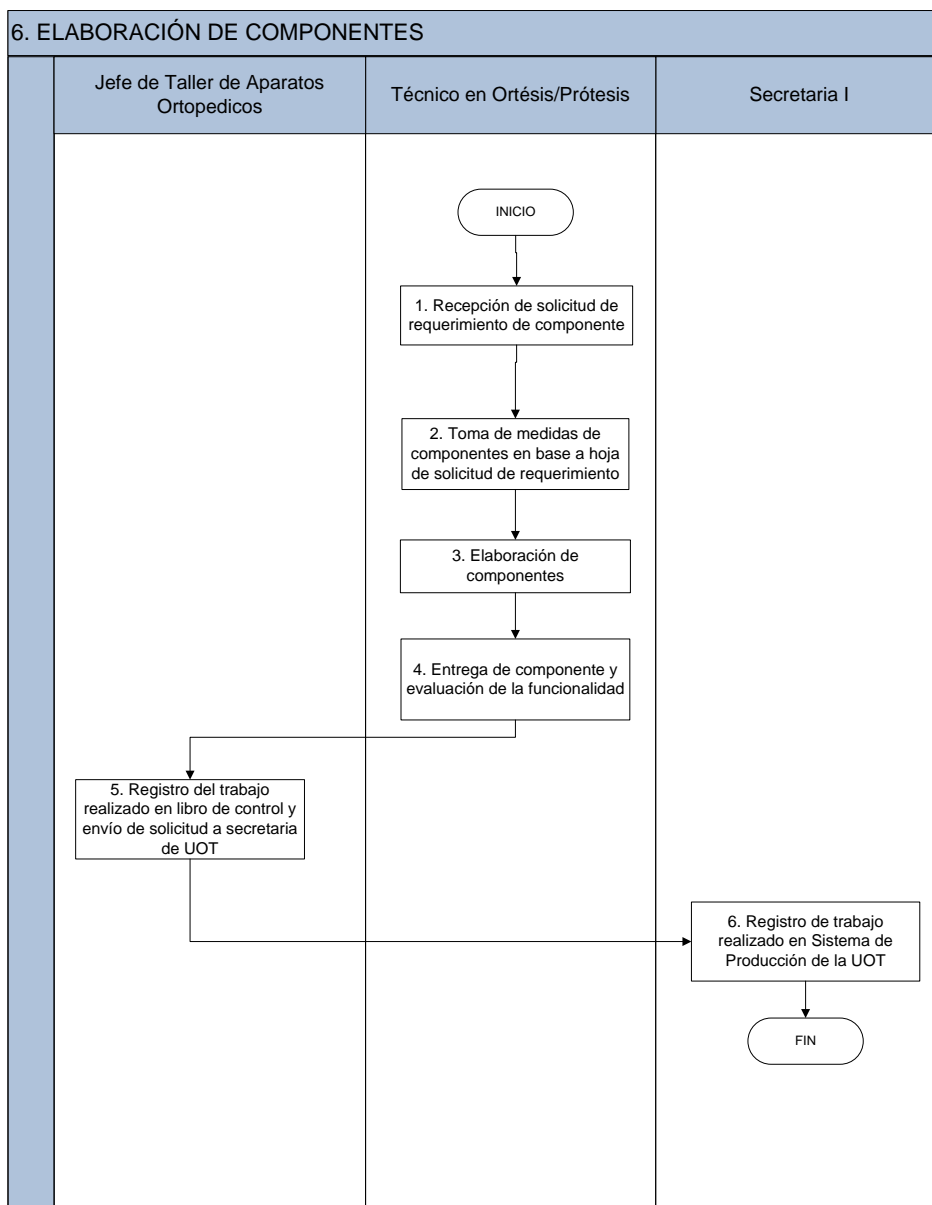 6. ELABORACIÓN DE COMPONENTES
Jefe de Taller de Aparatos
Ortopedicos
Técnico en Ortésis/Prótesis
Secretaria I
INICIO
1. Recepción de solicitud de
requerimiento de componente
2. Toma de medidas de
componentes en base a hoja
de solicitud de requerimiento
3. Elaboración de
componentes
4. Entrega de componente y
evaluación de la funcionalidad
5. Registro del trabajo
realizado en libro de control y
envío de solicitud a secretaria
de UOT
6. Registro de trabajo
realizado en Sistema de
Producción de la UOT
FIN